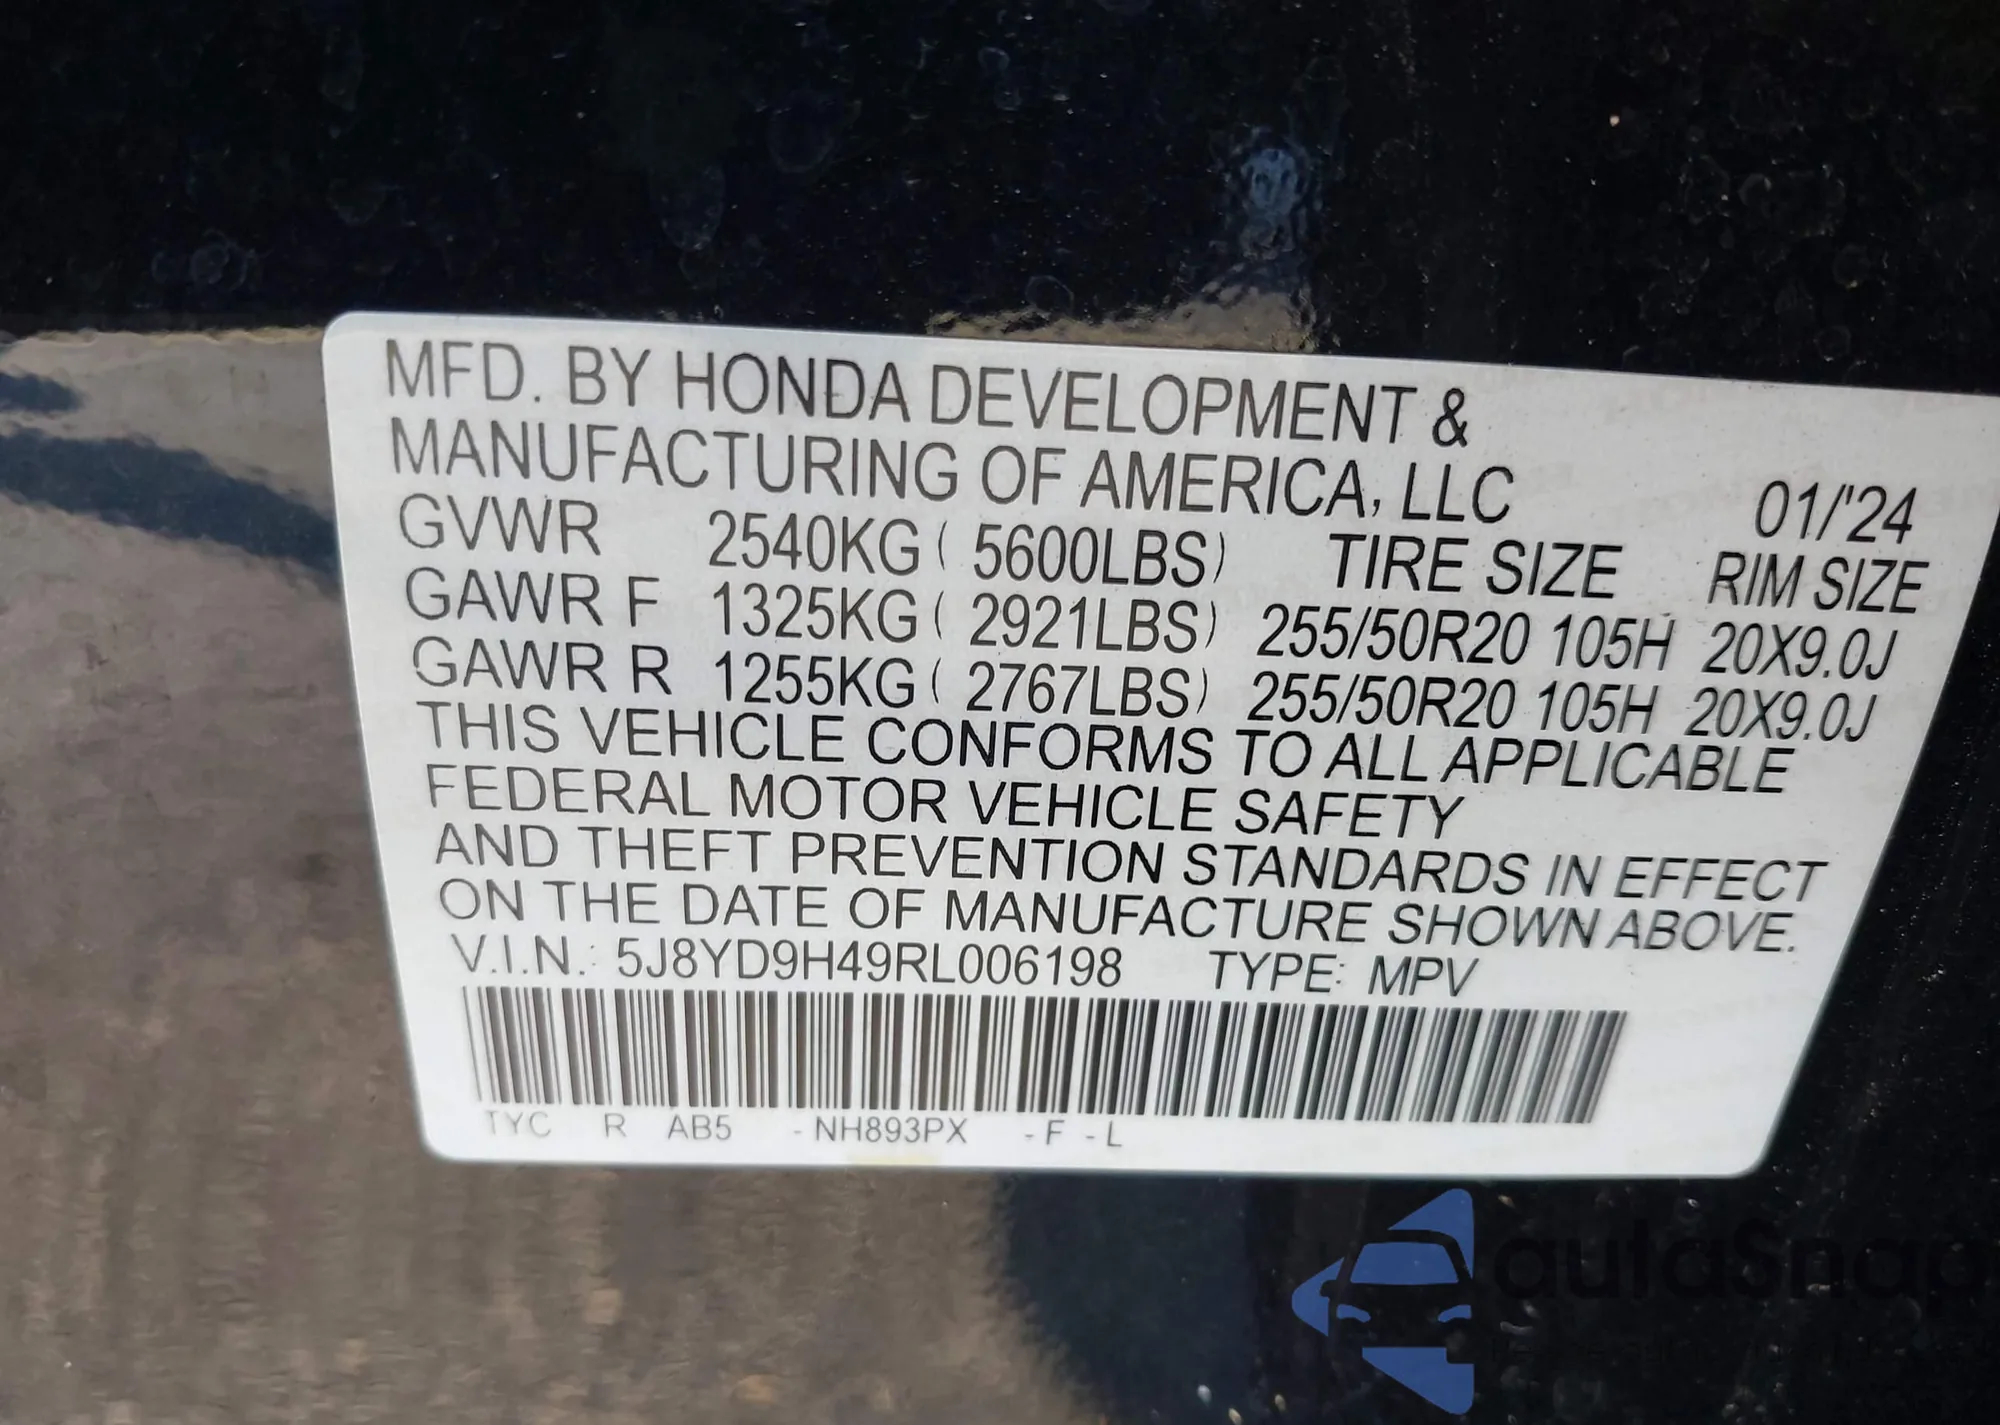 MFD. BY HONDA DEVELOPMENT &
MANUFACTURING OF AMERICA, LLC 01/'24
GVWR 2540KG ( 5600LBS) TIRE SIZE RIM SIZE
GAWR F 1325KG ( 2921LBS) 255/50R20 105H 20X9.0J
GAWR R 1255KG ( 2767LBS) 255/50R20 105H 20X9.0J
THIS VEHICLE CONFORMS TO ALL APPLICABLE
FEDERAL MOTOR VEHICLE SAFETY
AND THEFT PREVENTION STANDARDS IN EFFECT
ON THE DATE OF MANUFACTURE SHOWN ABOVE.
V.I.N.: 5J8YD9H49RL006198 TYPE: MPV
TYC R AB5 - NH893PX - F - L
autoSnap